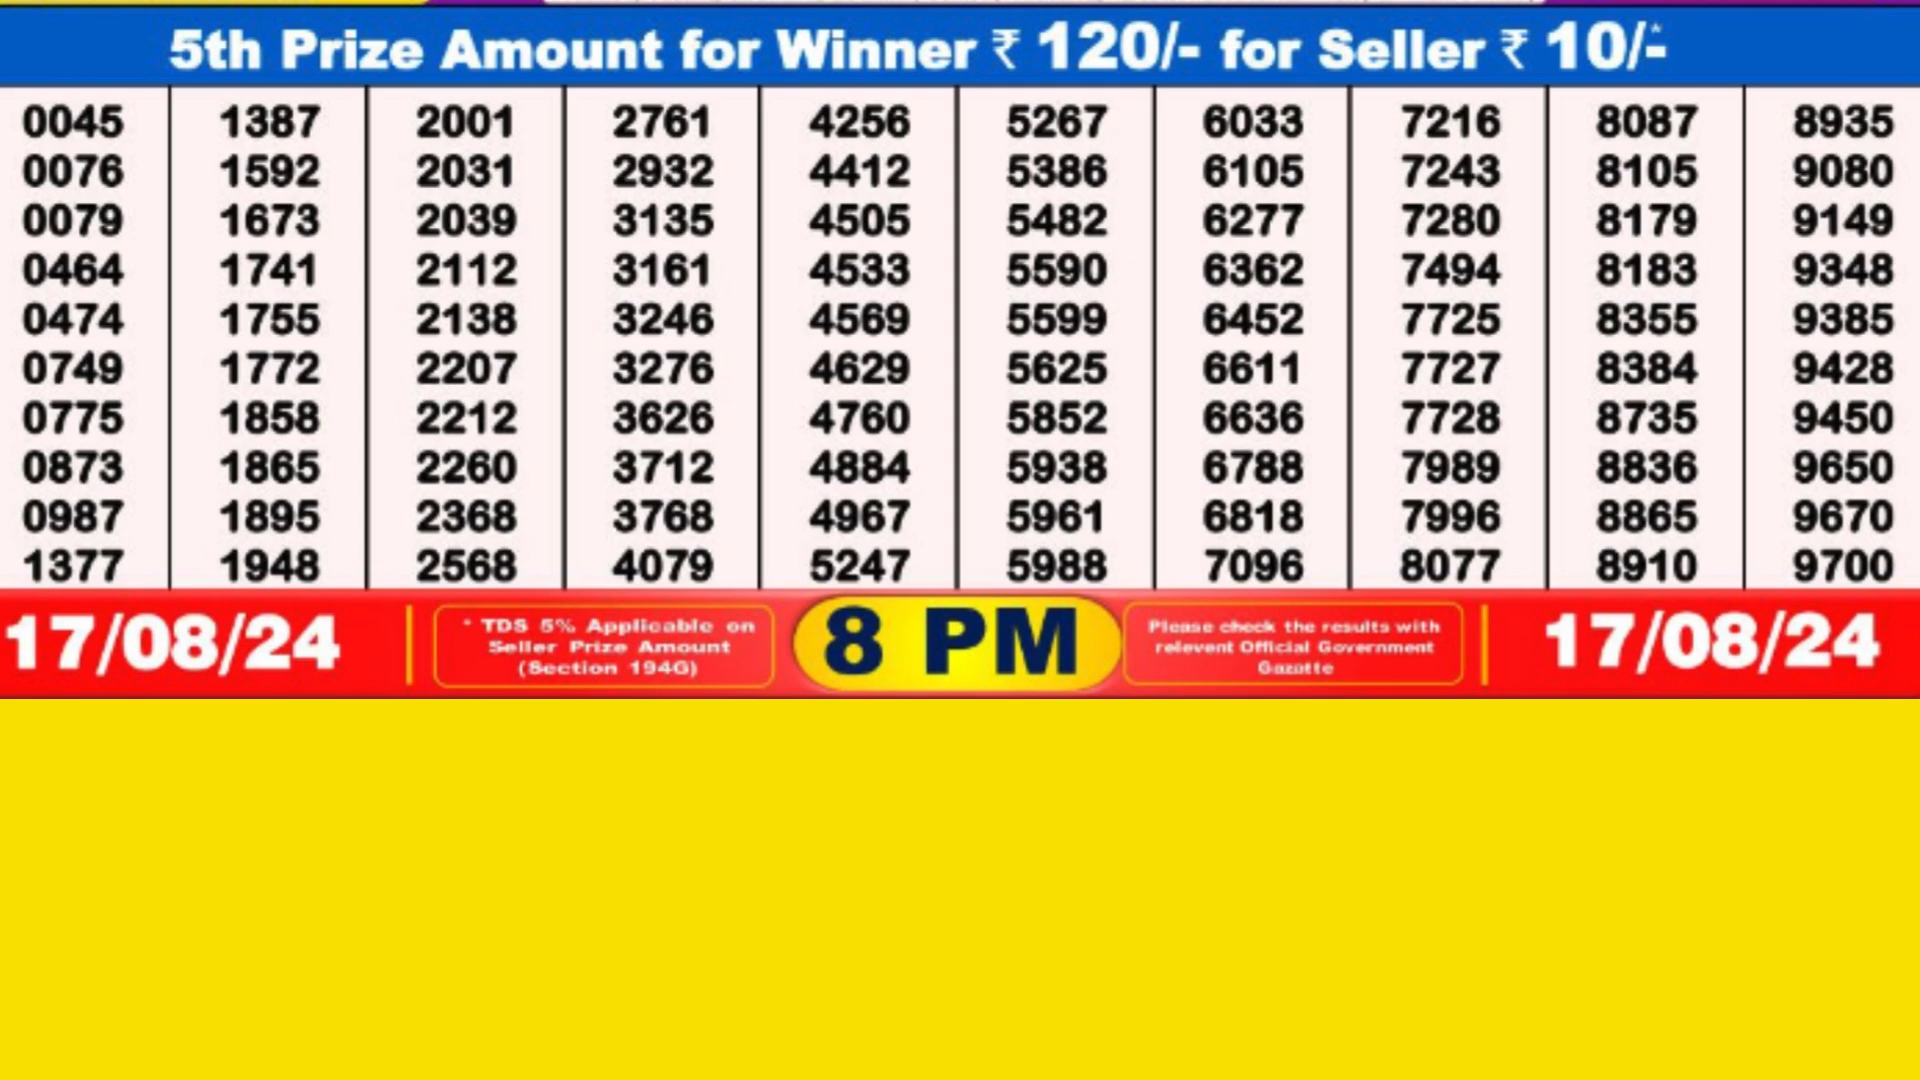 5th Prize Amount for Winner ₹ 120/- for Seller ₹ 10/-*
0045 1387 2001 2761 4256 5267 6033 7216 8087 8935
0076 1592 2031 2932 4412 5386 6105 7243 8105 9080
0079 1673 2039 3135 4505 5482 6277 7280 8179 9149
0464 1741 2112 3161 4533 5590 6362 7494 8183 9348
0474 1755 2138 3246 4569 5599 6452 7725 8355 9385
0749 1772 2207 3276 4629 5625 6611 7727 8384 9428
0775 1858 2212 3626 4760 5852 6636 7728 8735 9450
0873 1865 2260 3712 4884 5938 6788 7989 8836 9650
0987 1895 2368 3768 4967 5961 6818 7996 8865 9670
1377 1948 2568 4079 5247 5988 7096 8077 8910 9700
17/08/24
* TDS 5% Applicable on
Seller Prize Amount
(Section 194G)
8 PM
Please check the results with
relevent Official Government
Gazatte
17/08/24